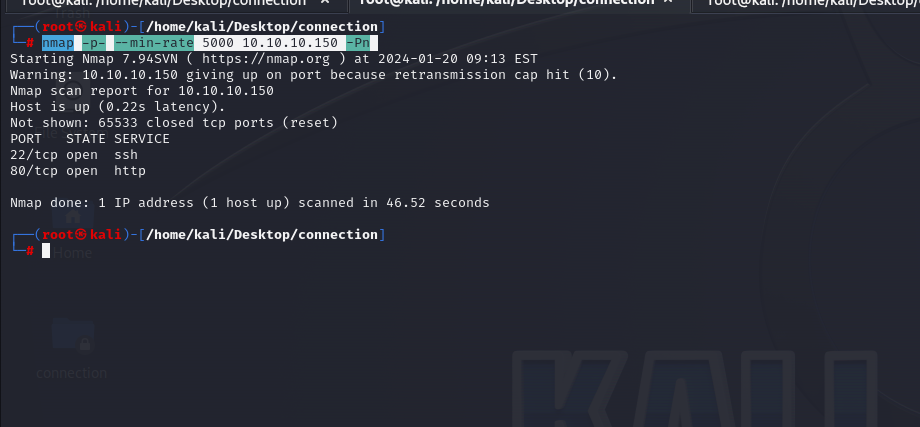 root@kali: /home/kali/Desktop/connection × root@kali: /home/kali/Desktop/connection × root@kali: /home/kali/Deskto
┌──(root㉿kali)-[/home/kali/Desktop/connection]
└─# nmap -p- --min-rate 5000 10.10.10.150 -Pn
Starting Nmap 7.94SVN ( https://nmap.org ) at 2024-01-20 09:13 EST
Warning: 10.10.10.150 giving up on port because retransmission cap hit (10).
Nmap scan report for 10.10.10.150
Host is up (0.22s latency).
Not shown: 65533 closed tcp ports (reset)
PORT   STATE SERVICE
22/tcp open  ssh
80/tcp open  http
Nmap done: 1 IP address (1 host up) scanned in 46.52 seconds
┌──(root㉿kali)-[/home/kali/Desktop/connection]
└─#
Home
connection
KALI